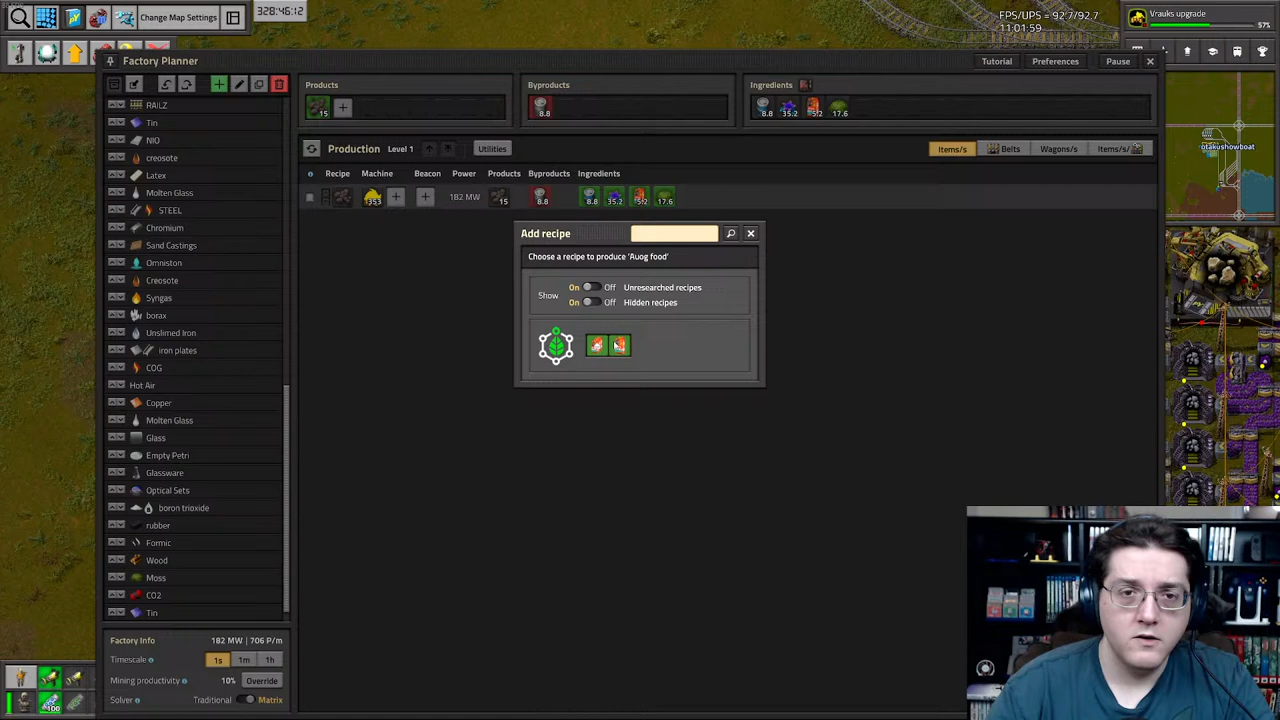 Change Map Settings
328:46:12
FPS/UPS = 92.7/92.7
11:01:59
Vrauks upgrade
57%
Factory Planner
Tutorial
Preferences
Pause
Products
Byproducts
Ingredients
15
8.8
8.8 35.2 5.2 17.6
RAILZ
Tin
NIO
creosote
Latex
Molten Glass
STEEL
Chromium
Sand Castings
Omniston
Creosote
Syngas
borax
Unslimed Iron
iron plates
COG
Hot Air
Copper
Molten Glass
Glass
Empty Petri
Glassware
Optical Sets
boron trioxide
rubber
Formic
Wood
Moss
CO2
Tin
Production Level 1
Utilities
Items/s
Belts
Wagons/s
Items/s/
Recipe Machine Beacon Power Products Byproducts Ingredients
353 182 MW 15 8.8 8.8 35.2 5.2 17.6
Add recipe
Choose a recipe to produce 'Auog food'
Show
On Off Unresearched recipes
On Off Hidden recipes
otakushowboat
Factory Info 182 MW | 706 P/m
Timescale 1s 1m 1h
Mining productivity 10% Override
Solver Traditional Matrix
100